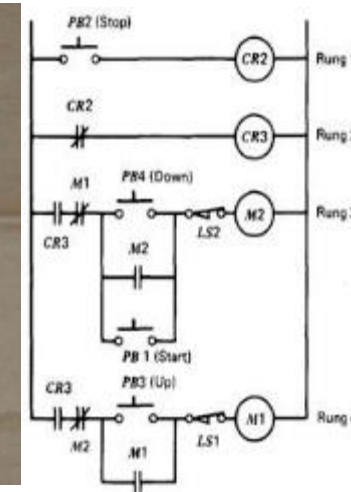 PB2 (Stop)
CR2
Rung
CR2
CR3
Rung
M1
PB4 (Down)
CR3
LS2
M2
Rung
M2
PB 1 (Start)
CR3
PB3 (Up)
M2
LS1
M1
Rung
M1